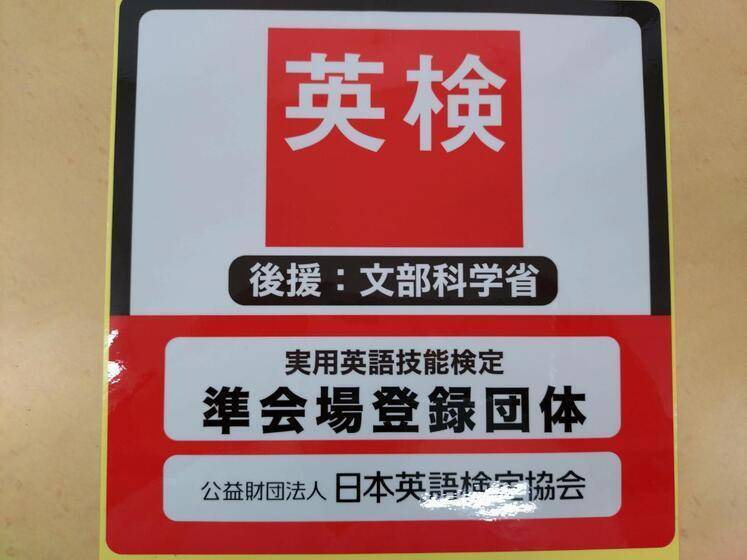 英検
後援：文部科学省
実用英語技能検定
準会場登録団体
公益財団法人 日本英語検定協会